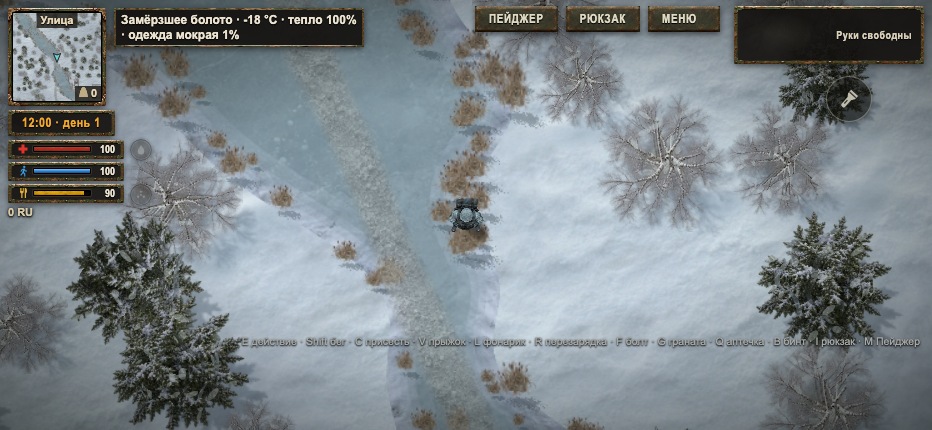 Улица
0
Замёрзшее болото · -18 °C · тепло 100%
· одежда мокрая 1%
ПЕЙДЖЕР
РЮКЗАК
МЕНЮ
Руки свободны
12:00 · день 1
100
100
90
0 RU
E действие · Shift бег · C присесть · V прыжок · L фонарик · R перезарядка · F болт · G граната · Q аптечка · B бинт · I рюкзак · M Пейджер